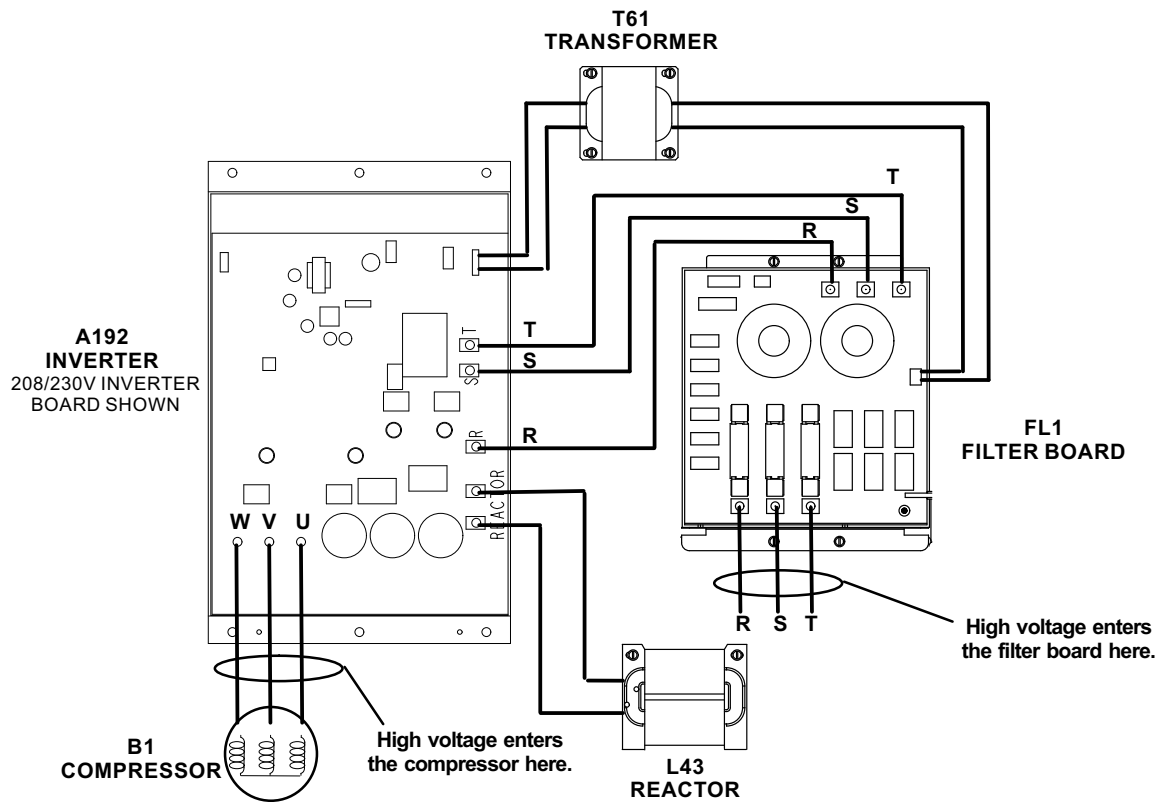 T61
TRANSFORMER
T
S
R
A192
INVERTER
208/230V INVERTER
BOARD SHOWN
T
T
S
S
R
R
REACTOR
FL1
FILTER BOARD
W V U
R S T
High voltage enters
the filter board here.
B1
COMPRESSOR
High voltage enters
the compressor here.
L43
REACTOR